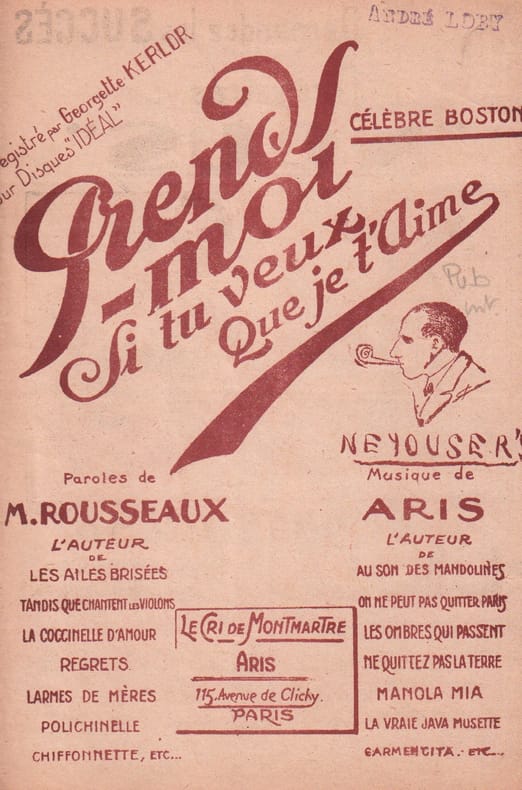 ANDRÉ LOBY
egistré par Georgette KERLOR
ur Disques "IDÉAL"
CÉLÈBRE BOSTON
Prends
-moi
Si tu veux
Que je t'aime
Pub
NEYOUSER'S
Paroles de
M. ROUSSEAUX
L'AUTEUR
DE
LES AILES BRISÉES
TANDIS QUE CHANTENT LES VIOLONS
LA COCCINELLE D'AMOUR
REGRETS
LARMES DE MÈRES
POLICHINELLE
CHIFFONNETTE, ETC...
LE CRI DE MONTMARTRE
ARIS
115. Avenue de Clichy.
PARIS
Musique de
ARIS
L'AUTEUR
DE
AU SON DES MANDOLINES
ON NE PEUT PAS QUITTER PARIS
LES OMBRES QUI PASSENT
NE QUITTEZ PAS LA TERRE
MANOLA MIA
LA VRAIE JAVA MUSETTE
CARMENCITA. ETC...